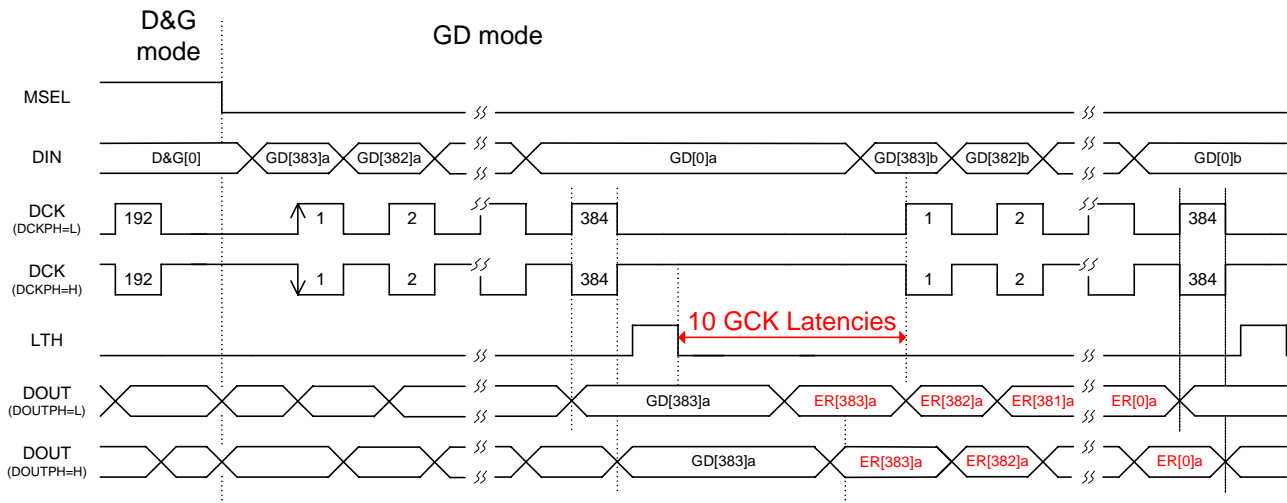 D&G
mode
GD mode
MSEL
DIN
D&G[0]
GD[383]a
GD[382]a
GD[0]a
GD[383]b
GD[382]b
GD[0]b
DCK
(DCKPH=L)
192
1
2
384
1
2
384
DCK
(DCKPH=H)
192
1
2
384
1
2
384
LTH
10 GCK Latencies
DOUT
(DOUTPH=L)
GD[383]a
ER[383]a
ER[382]a
ER[381]a
ER[0]a
DOUT
(DOUTPH=H)
GD[383]a
ER[383]a
ER[382]a
ER[0]a